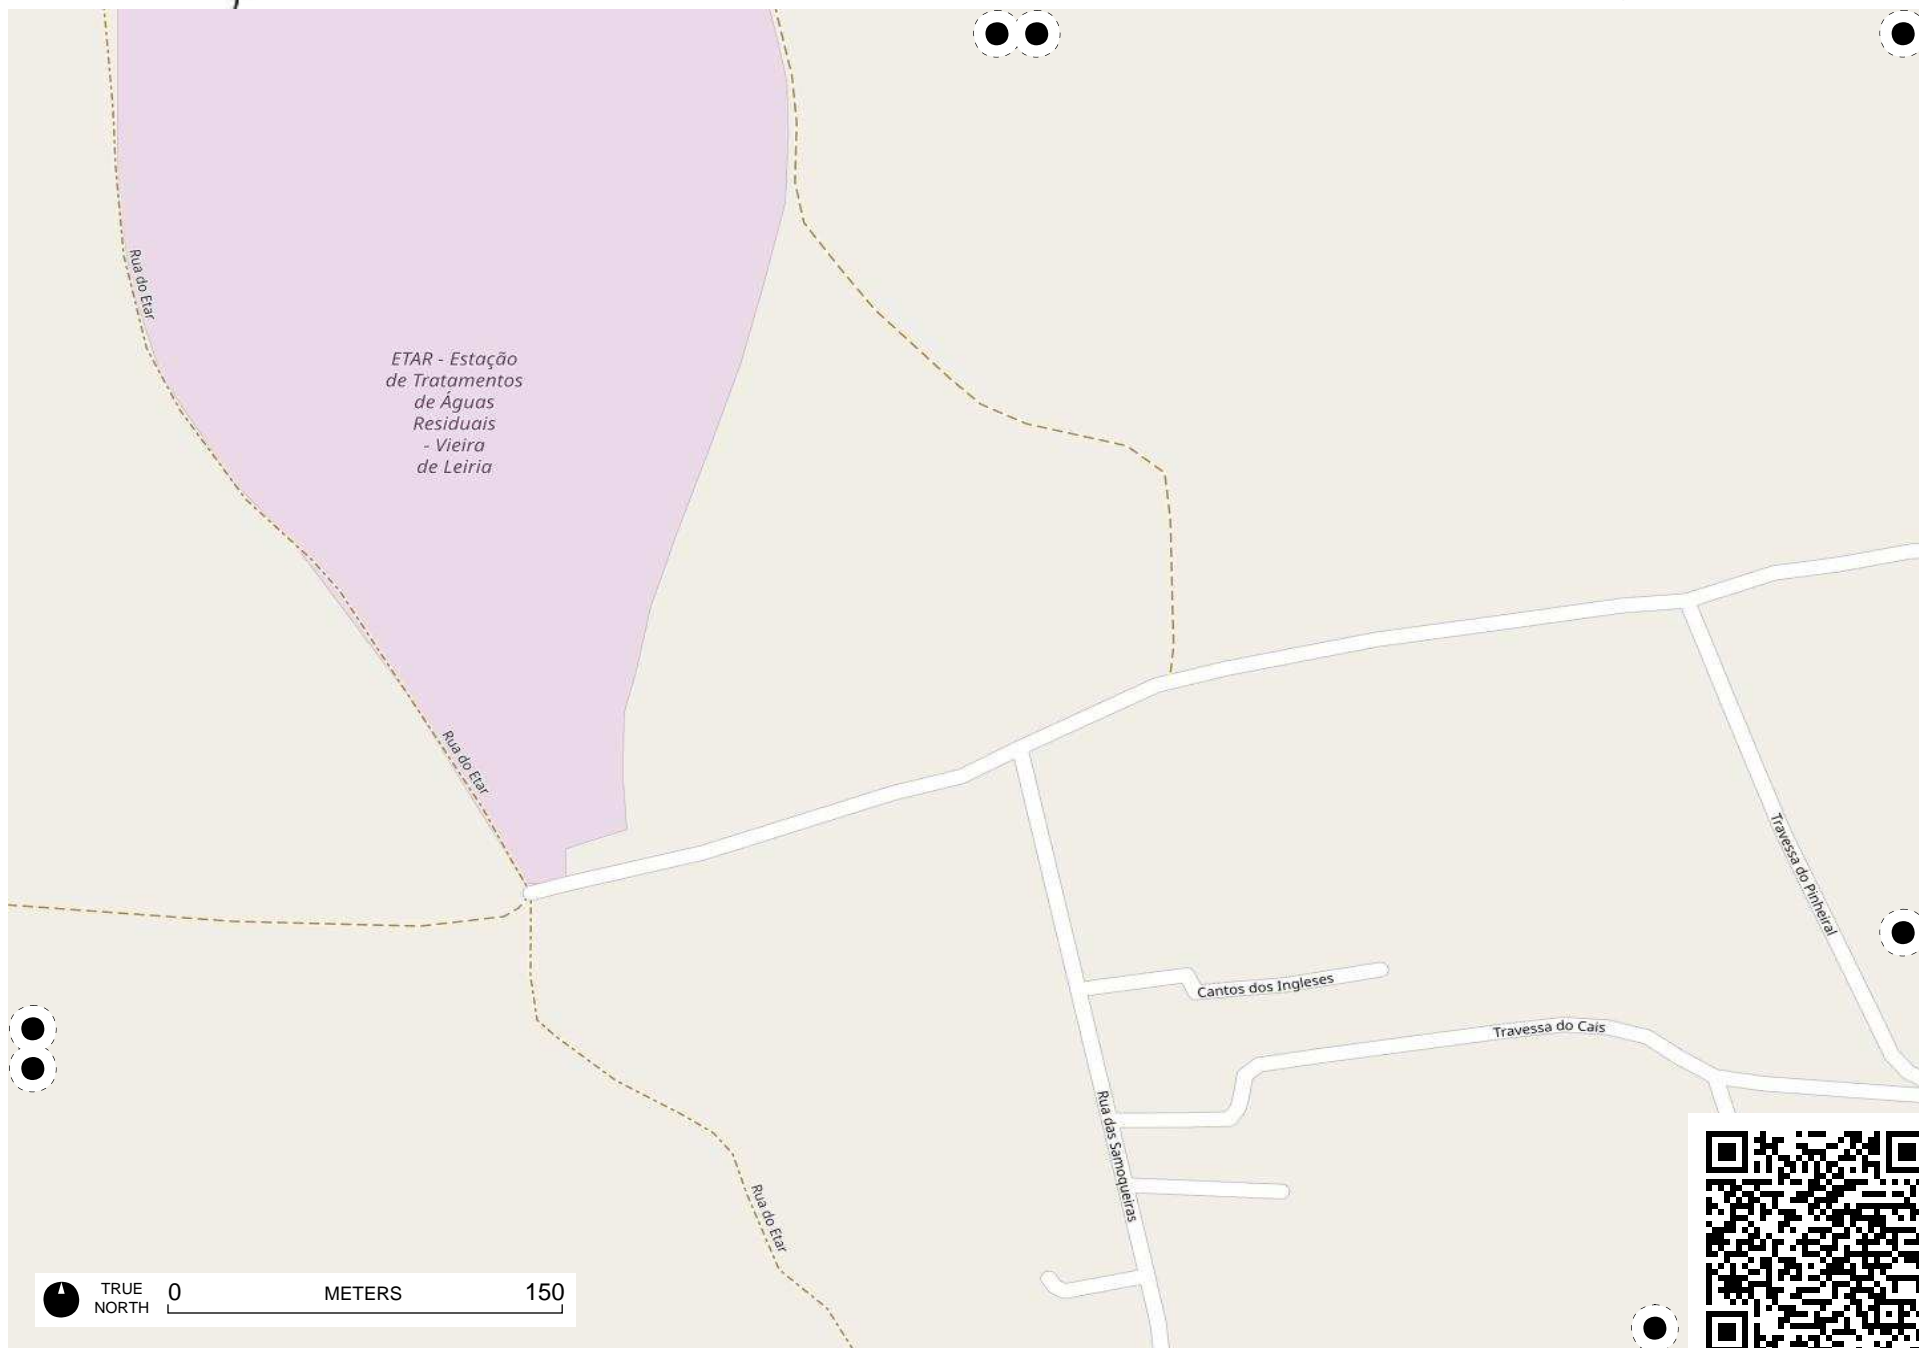 Rua do Etar
ETAR - Estação
de Tratamentos
de Águas
Residuais
- Vieira
de Leiria
Rua do Etar
Travessa do Pinheiral
Cantos dos Ingleses
Travessa do Cais
Rua das Samoqueiras
Rua do Etar
TRUE
NORTH
0 METERS 150